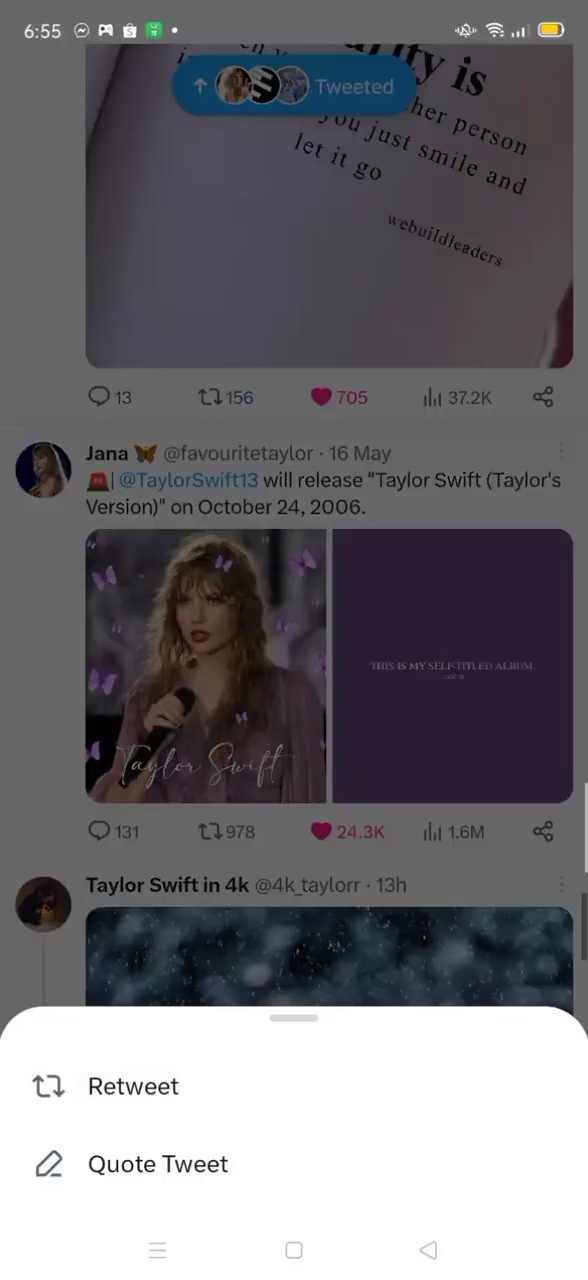 6:55
Tweeted
is
her person
you just smile and
let it go
webuildleaders
13 156 705 37.2K
Jana 🦋 @favouritetaylor · 16 May
🚨| @TaylorSwift13 will release "Taylor Swift (Taylor's
Version)" on October 24, 2006.
Taylor Swift
THIS IS MY SELF-TITLED ALBUM.
131 978 24.3K 1.6M
Taylor Swift in 4k @4k_taylorr · 13h
Retweet
Quote Tweet